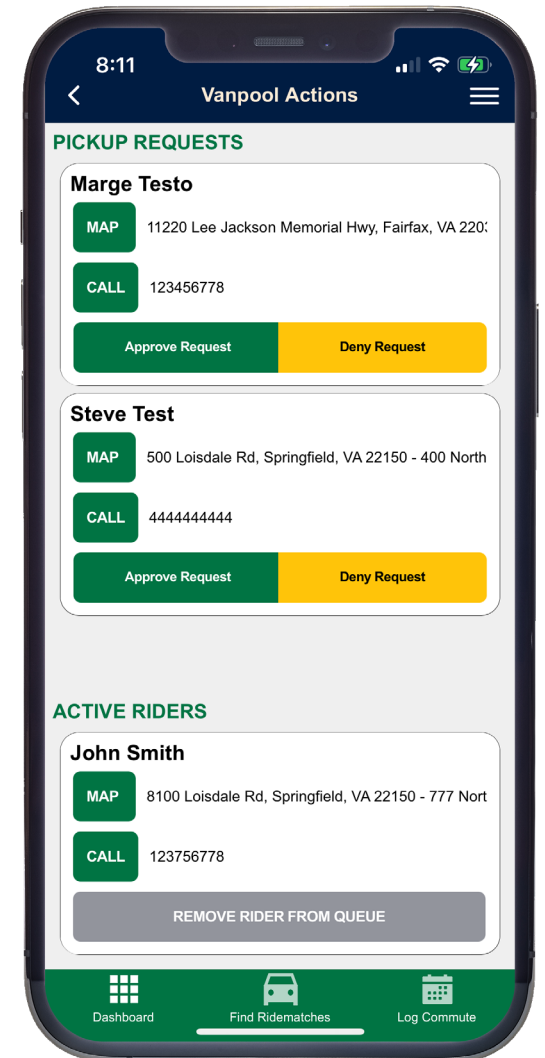 8:11
Vanpool Actions
PICKUP REQUESTS
Marge Testo
MAP 11220 Lee Jackson Memorial Hwy, Fairfax, VA 220
CALL 123456778
Approve Request Deny Request
Steve Test
MAP 500 Loisdale Rd, Springfield, VA 22150 - 400 North
CALL 4444444444
Approve Request Deny Request
ACTIVE RIDERS
John Smith
MAP 8100 Loisdale Rd, Springfield, VA 22150 - 777 Nort
CALL 123756778
REMOVE RIDER FROM QUEUE
Dashboard Find Ridematches Log Commute